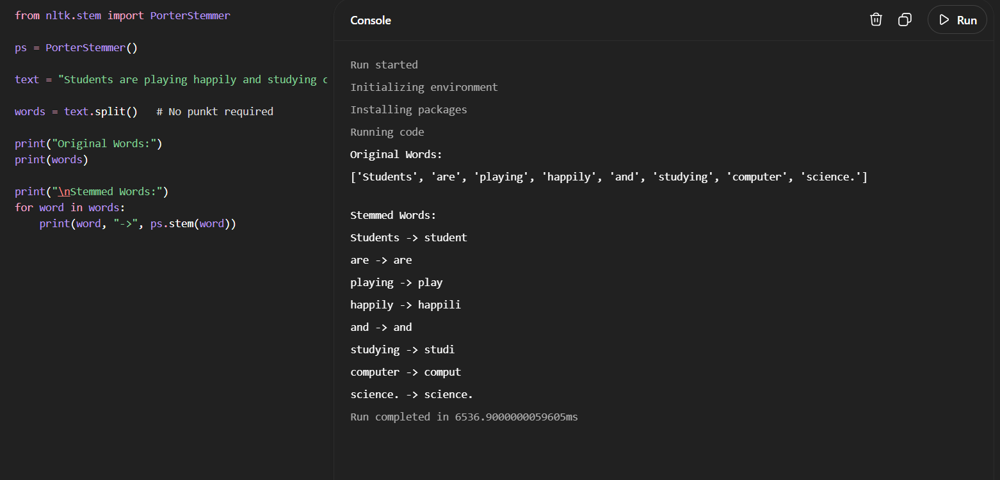 from nltk.stem import PorterStemmer
ps = PorterStemmer()
text = "Students are playing happily and studying c
words = text.split()   # No punkt required
print("Original Words:")
print(words)
print("\nStemmed Words:")
for word in words:
    print(word, "->", ps.stem(word))
Console
Run
Run started
Initializing environment
Installing packages
Running code
Original Words:
['Students', 'are', 'playing', 'happily', 'and', 'studying', 'computer', 'science.']
Stemmed Words:
Students -> student
are -> are
playing -> play
happily -> happili
and -> and
studying -> studi
computer -> comput
science. -> science.
Run completed in 6536.9000000059605ms